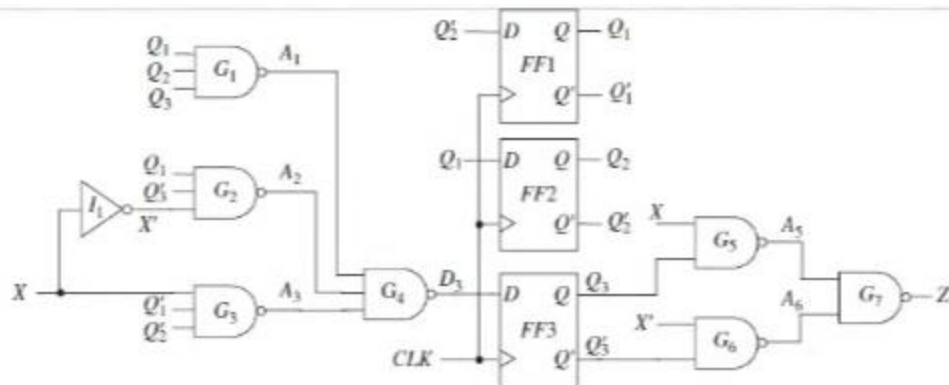 Q'2 D Q Q1
Q1 A1 FF1
Q2 G1
Q3 Q' Q'1
Q1 D Q Q2
Q1 A2
Q'3 G2 FF2
I1 X' Q' Q'2 X A5
G5
D3 Q3
X A3 G4 D Q A6 G7 Z
Q'1 G3 FF3 X'
Q'2 G6
CLK Q' Q'3